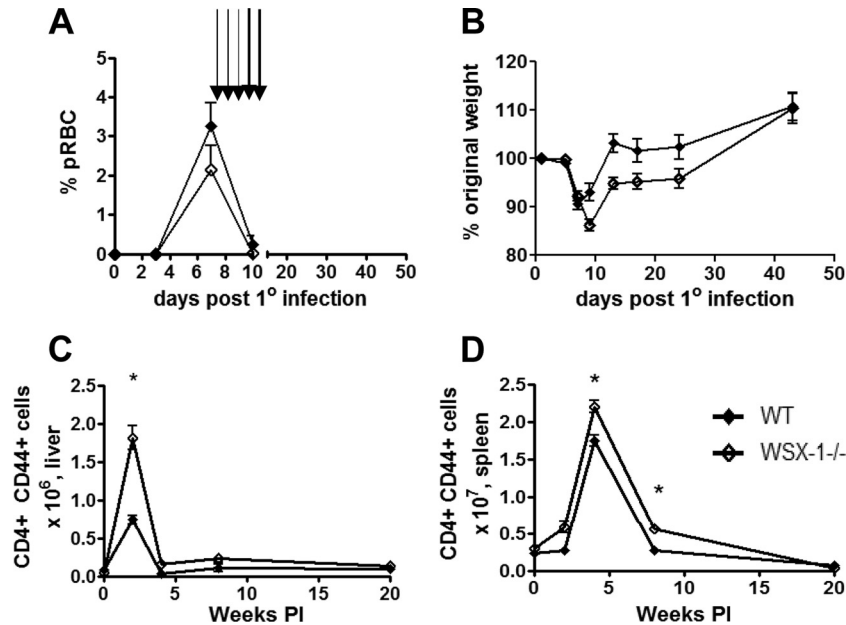 A
% pRBC
5
4
3
2
1
0
0 2 4 6 8 10 20 30 40 50
days post 1° infection
B
% original weight
120
110
100
90
80
0 10 20 30 40 50
days post 1° infection
C
CD4+ CD44+ cells
x 10⁶, liver
*
2.5
2.0
1.5
1.0
0.5
0.0
0 5 10 15 20
Weeks PI
D
CD4+ CD44+ cells
x 10⁷, spleen
*
*
2.5
2.0
1.5
1.0
0.5
0.0
0 5 10 15 20
Weeks PI
WT
WSX-1-/-